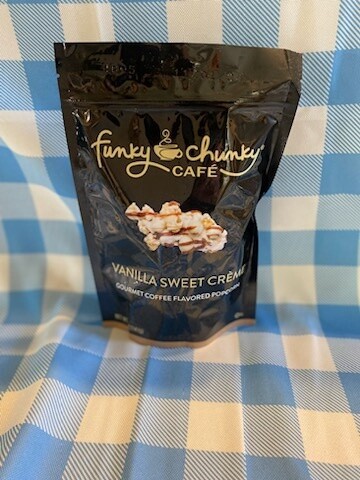 funky chunky
CAFÉ
VANILLA SWEET CRÈME
GOURMET COFFEE FLAVORED POPCORN